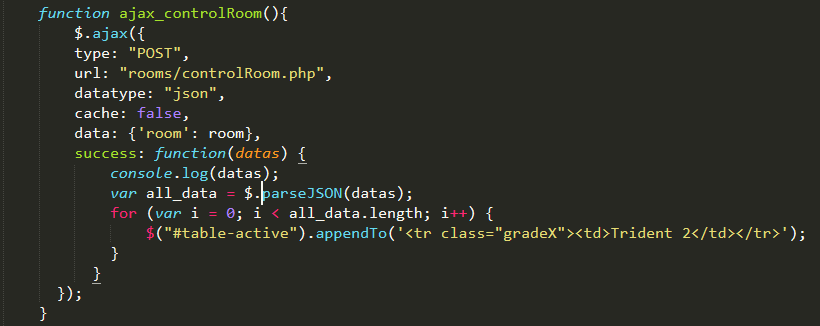 function ajax_controlRoom(){
$.ajax({
type: "POST",
url: "rooms/controlRoom.php",
datatype: "json",
cache: false,
data: {'room': room},
success: function(datas) {
console.log(datas);
var all_data = $.parseJSON(datas);
for (var i = 0; i < all_data.length; i++) {
$("#table-active").appendTo('<tr class="gradeX"><td>Trident 2</td></tr>');
}
}
});
}